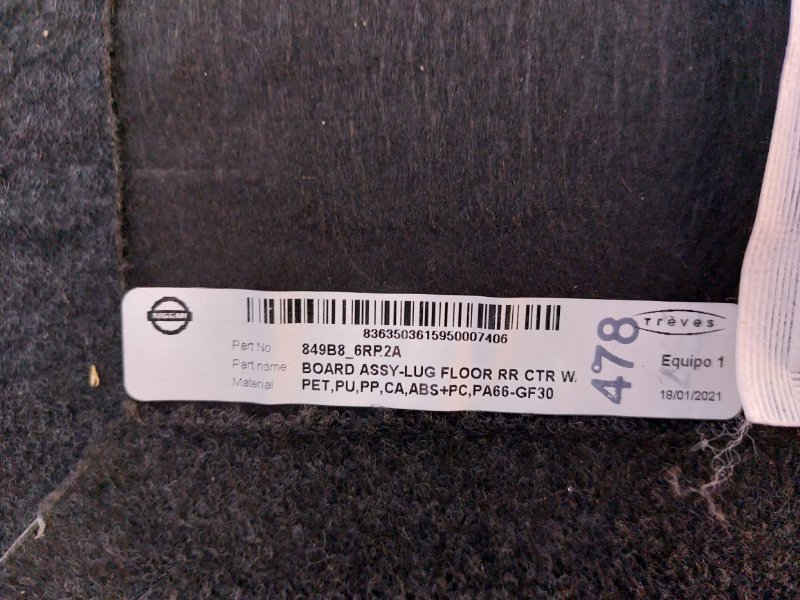 NISSAN
8363503615950007406
Part No. 849B8_6RR2A
Part name: BOARD ASSY-LUG FLOOR RR CTR W
Material: PET,PU,PP,CA,ABS+PC,PA66-GF30
478
trèves
Equipo 1
18/01/2021